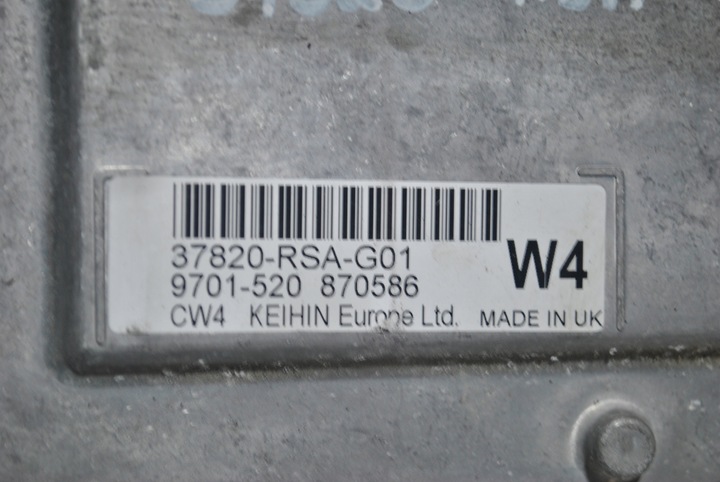 37820-RSA-G01
9701-520 870586
W4
CW4 KEIHIN Europe Ltd. MADE IN UK